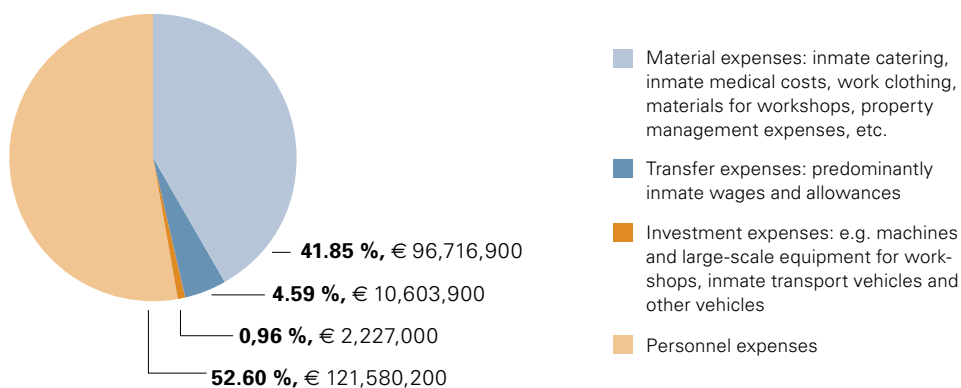 41.85 %, € 96,716,900
4.59 %, € 10,603,900
0,96 %, € 2,227,000
52.60 %, € 121,580,200
Material expenses: inmate catering,
inmate medical costs, work clothing,
materials for workshops, property
management expenses, etc.
Transfer expenses: predominantly
inmate wages and allowances
Investment expenses: e.g. machines
and large-scale equipment for work-
shops, inmate transport vehicles and
other vehicles
Personnel expenses